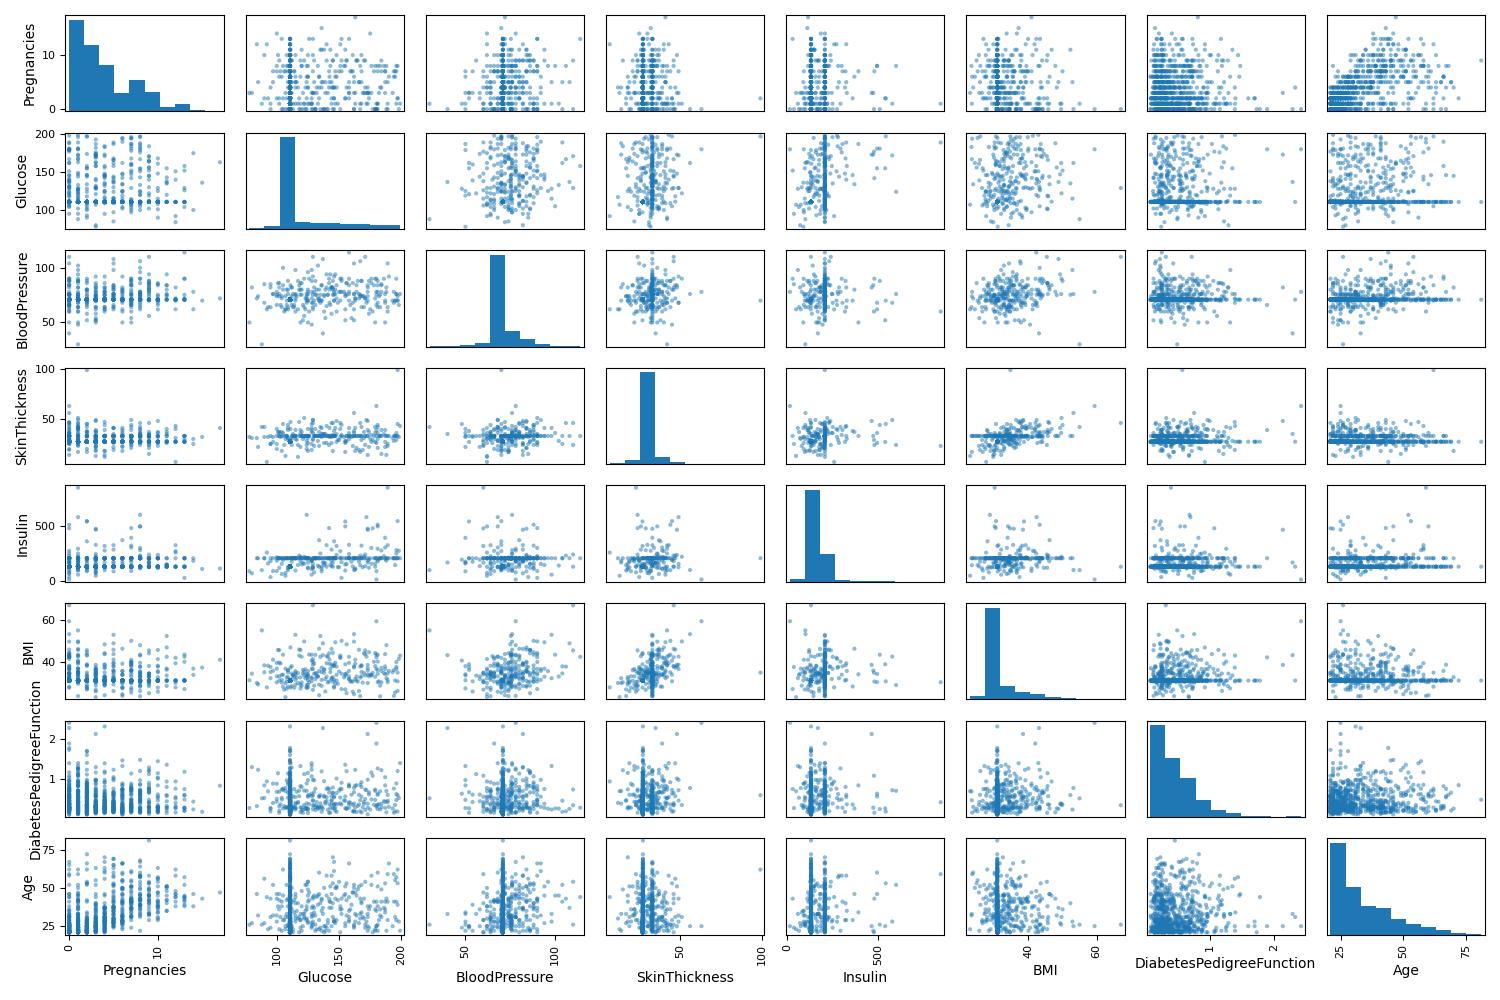 Pregnancies
10
0
Glucose
200
150
100
BloodPressure
100
50
SkinThickness
100
50
Insulin
500
0
BMI
60
40
DiabetesPedigreeFunction
2
1
Age
75
50
25
0 10 100 150 200 50 100 50 100 0 500 40 60 1 2 25 50 75
Pregnancies Glucose BloodPressure SkinThickness Insulin BMI DiabetesPedigreeFunction Age